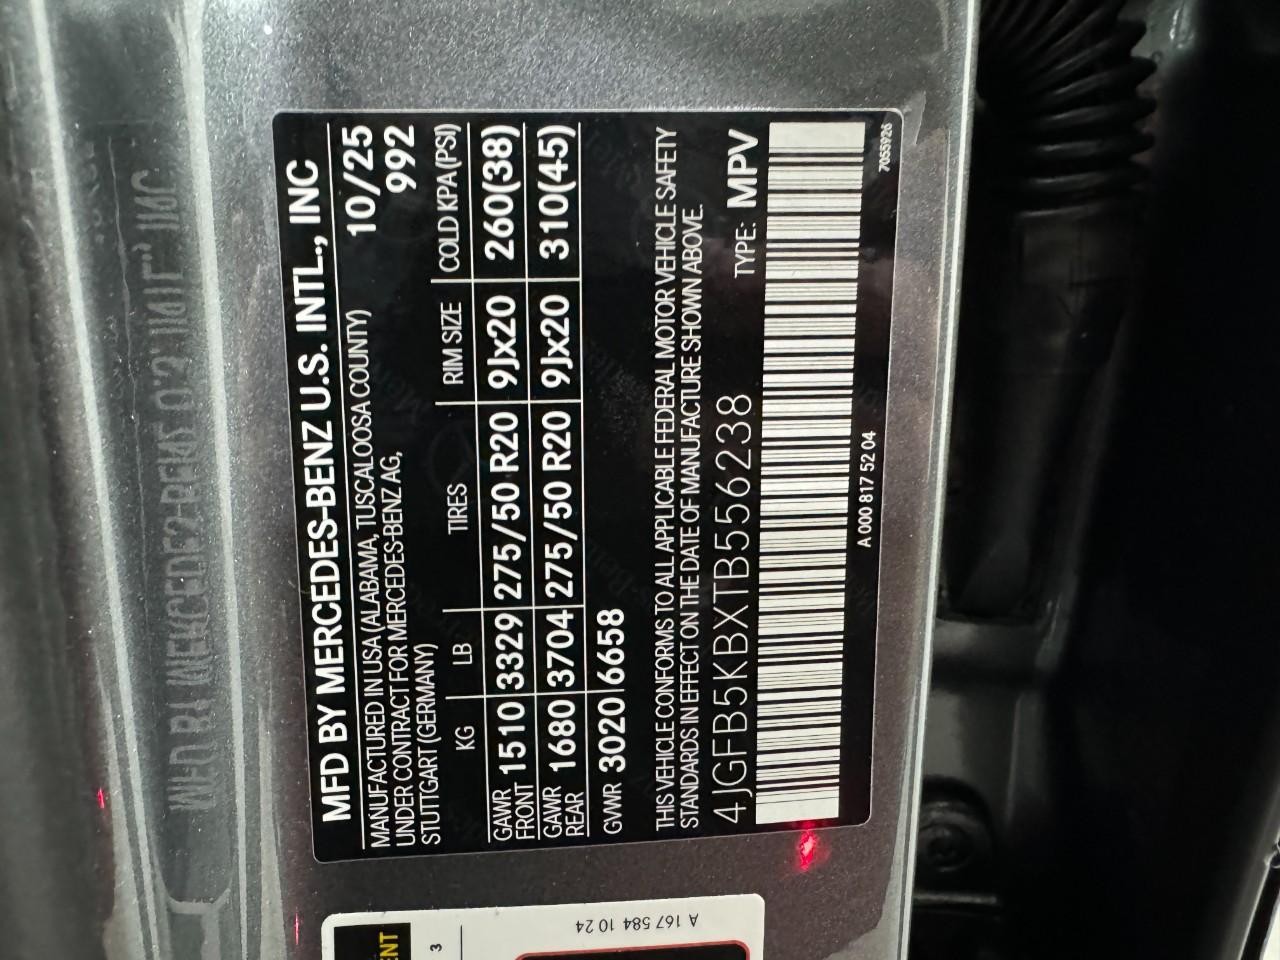 MFD BY MERCEDES-BENZ U.S. INTL., INC
MANUFACTURED IN USA (ALABAMA, TUSCALOOSA COUNTY) 10/25
UNDER CONTRACT FOR MERCEDES-BENZ AG, 992
STUTTGART (GERMANY)
KG LB TIRES RIM SIZE COLD KPA (PSI)
GAWR FRONT 1510 3329 275/50 R20 9Jx20 260(38)
GAWR REAR 1680 3704 275/50 R20 9Jx20 310(45)
GVWR 3020 6658
THIS VEHICLE CONFORMS TO ALL APPLICABLE FEDERAL MOTOR VEHICLE SAFETY
STANDARDS IN EFFECT ON THE DATE OF MANUFACTURE SHOWN ABOVE.
4JGFB5KBXTB556238 TYPE: MPV
A 000 817 52 04
7055926
A 167 584 10 24
3